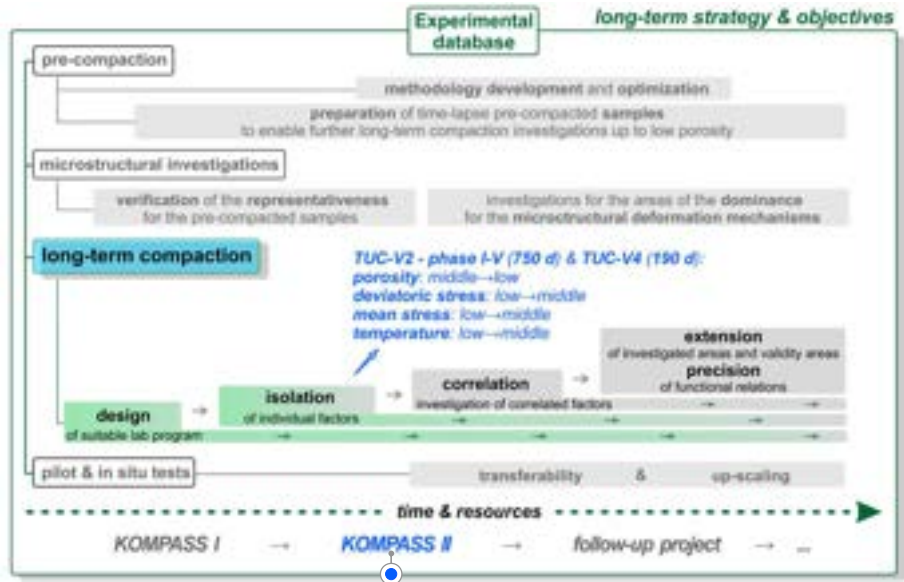 long-term strategy & objectives
Experimental
database
pre-compaction
methodology development and optimization
preparation of time-lapse pre-compacted samples
to enable further long-term compaction investigations up to low porosity
microstructural investigations
verification of the representativeness
for the pre-compacted samples
investigations for the areas of the dominance
for the microctructural deformation mechanisms
long-term compaction
TUC-V2 - phase I-V (750 d) & TUC-V4 (190 d):
porosity: middle→low
deviatoric stress: low→middle
mean stress: low→middle
temperature: low→middle
extension
of investigated areas and validity areas
precision
of functional relations
→ correlation →
investigation of correlated factors → →
→ isolation
of individual factors → → → →
design
of suitable lab program → → → → →
pilot & in situ tests
transferability & up-scaling
time & resources
KOMPASS I → KOMPASS II → follow-up project → ...